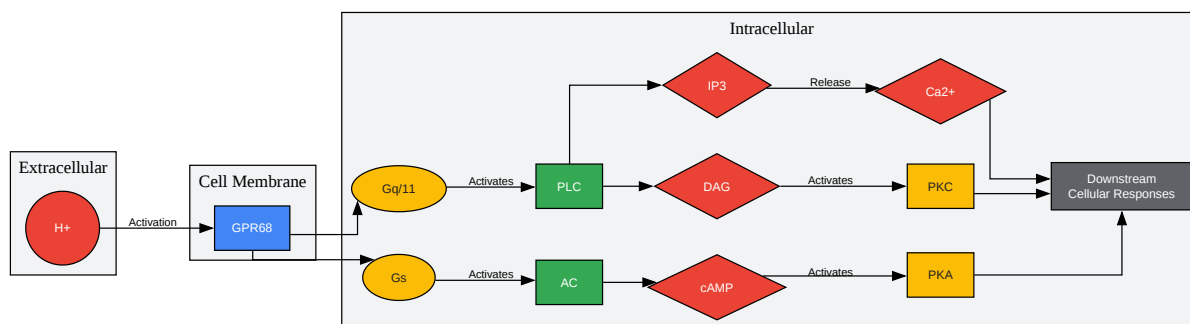 Intracellular
IP3
Release
Ca2+
Extracellular
Cell Membrane
Gq/11
Activates
PLC
DAG
Activates
PKC
Downstream
Cellular Responses
H+
Activation
GPR68
Gs
Activates
AC
cAMP
Activates
PKA